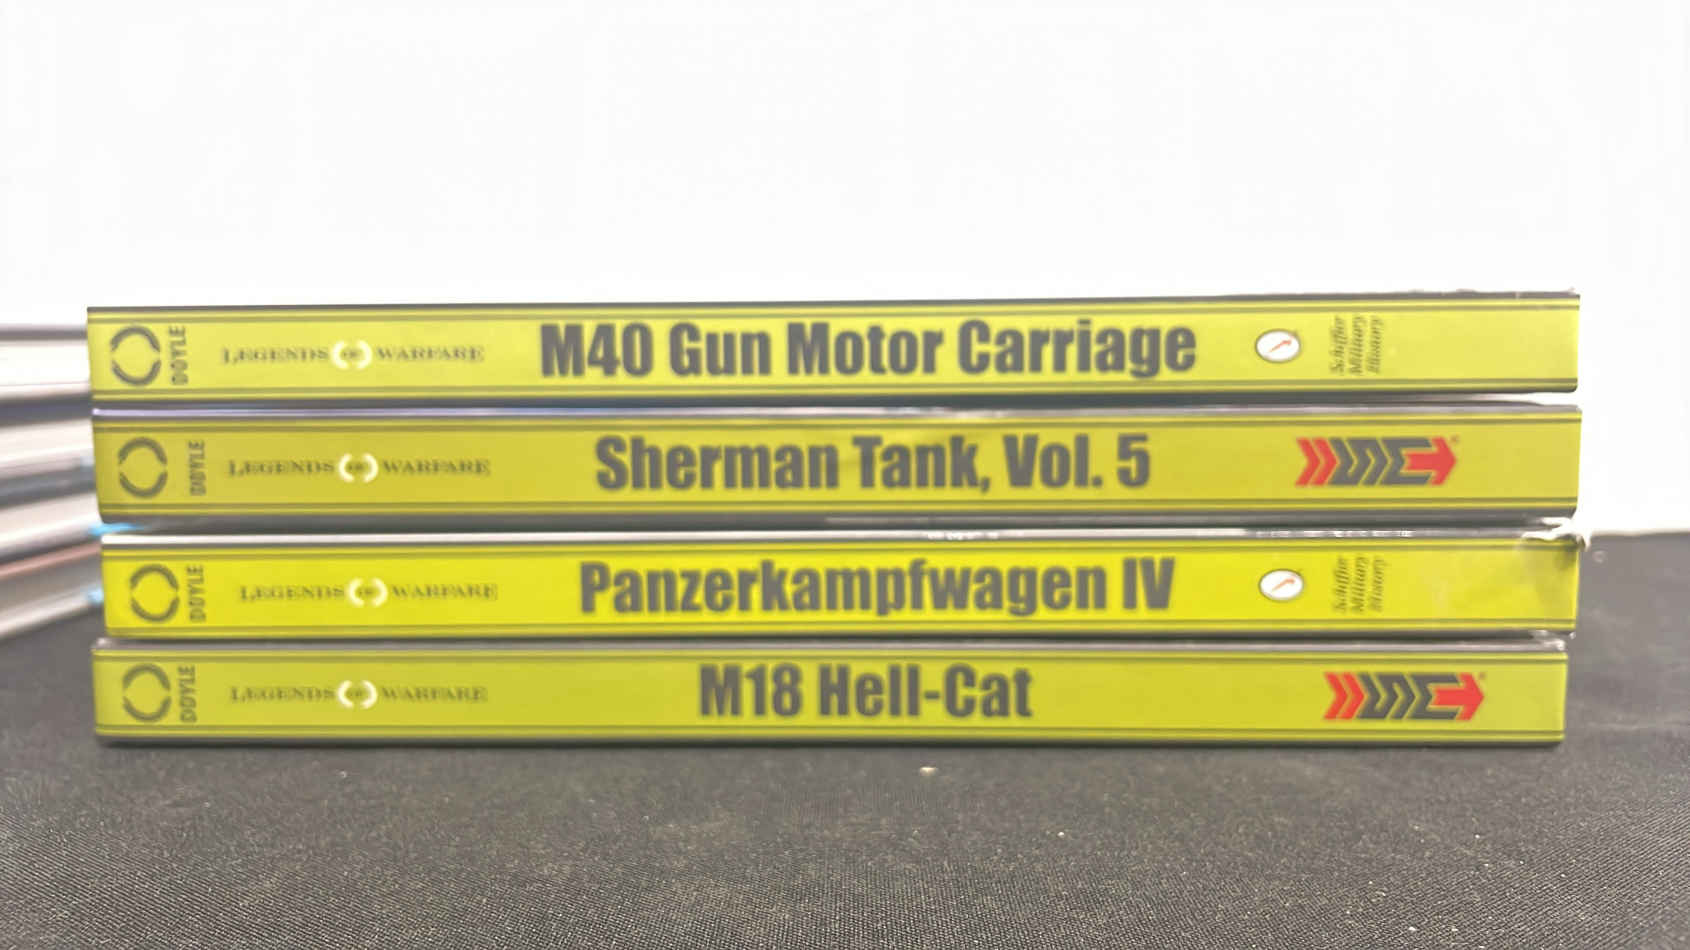 DOYLE LEGENDS OF WARFARE M40 Gun Motor Carriage Schiffer Military History
DOYLE LEGENDS OF WARFARE Sherman Tank, Vol. 5
DOYLE LEGENDS OF WARFARE Panzerkampfwagen IV Schiffer Military History
DOYLE LEGENDS OF WARFARE M18 Hell-Cat